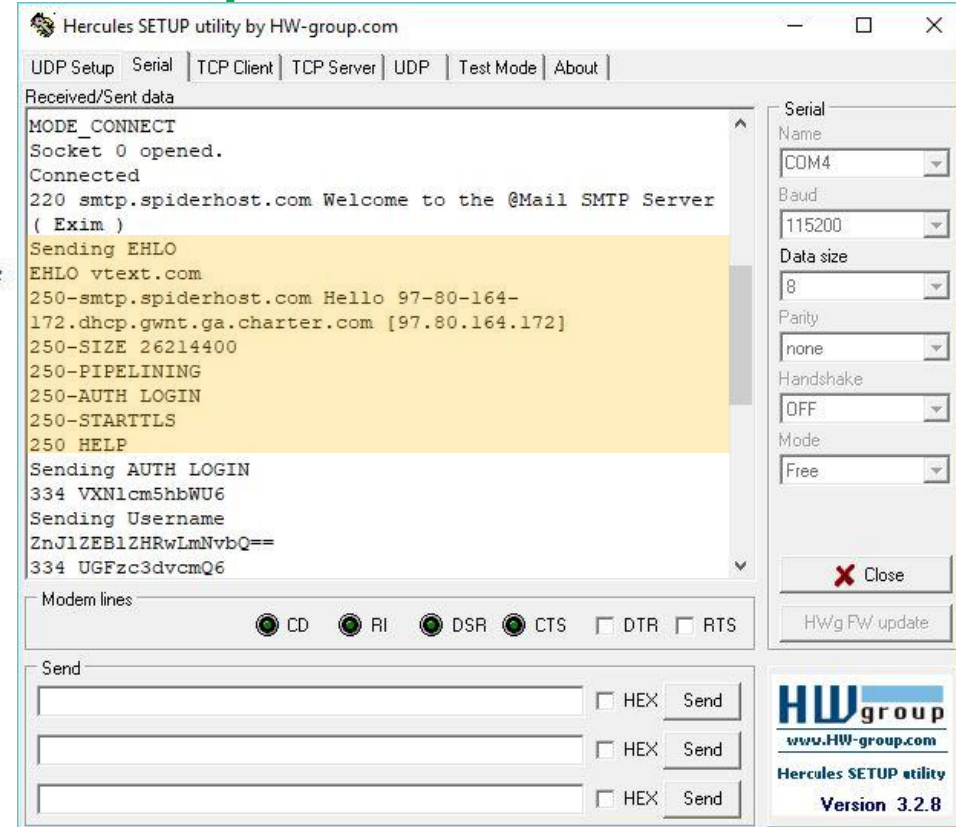 Hercules SETUP utility by HW-group.com
UDP Setup Serial TCP Client TCP Server UDP Test Mode About
Received/Sent data
MODE_CONNECT
Socket 0 opened.
Connected
220 smtp.spiderhost.com Welcome to the @Mail SMTP Server
( Exim )
Sending EHLO
EHLO vtext.com
250-smtp.spiderhost.com Hello 97-80-164-
172.dhcp.gwnt.ga.charter.com [97.80.164.172]
250-SIZE 26214400
250-PIPELINING
250-AUTH LOGIN
250-STARTTLS
250 HELP
Sending AUTH LOGIN
334 VXNlcm5hbWU6
Sending Username
ZnJlZEBlZHRwLmNvbQ==
334 UGFzc3dvcmQ6
Serial
Name
COM4
Baud
115200
Data size
8
Parity
none
Handshake
OFF
Mode
Free
Close
HWg FW update
Modem lines
CD RI DSR CTS DTR RTS
Send
HEX Send
HEX Send
HEX Send
HWgroup
www.HW-group.com
Hercules SETUP utility
Version 3.2.8